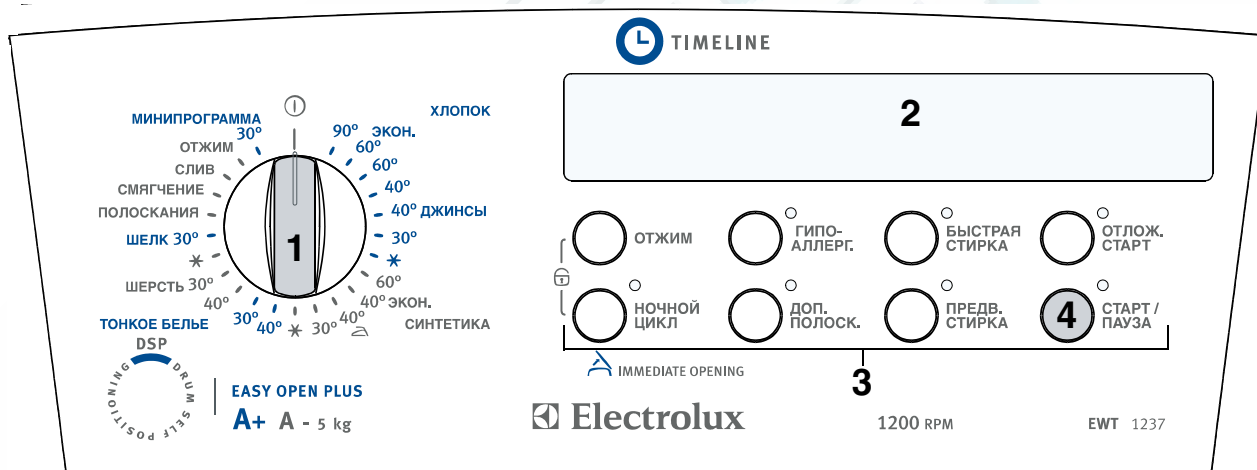 TIMELINE
2
МИНИПРОГРАММА
30°
ОТЖИМ
СЛИВ
СМЯГЧЕНИЕ
ПОЛОСКАНИЯ
ШЕЛК 30°
ШЕРСТЬ 30°
40°
ТОНКОЕ БЕЛЬЕ
30°
40°
1
ХЛОПОК
90° ЭКОН.
60°
60°
40°
40° ДЖИНСЫ
30°
60°
40° ЭКОН.
40°
30°
СИНТЕТИКА
ОТЖИМ
ГИПО-
АЛЛЕРГ.
БЫСТРАЯ
СТИРКА
ОТЛОЖ.
СТАРТ
НОЧНОЙ
ЦИКЛ
ДОП.
ПОЛОСК.
ПРЕДВ.
СТИРКА
4
СТАРТ /
ПАУЗА
3
IMMEDIATE OPENING
DSP
DRUM SELF POSITIONING
EASY OPEN PLUS
A+ A - 5 kg
Electrolux
1200 RPM
EWT 1237